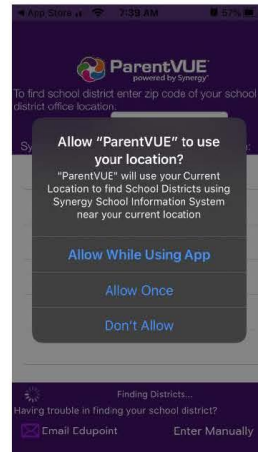 App Store
7:39 AM
57%
ParentVUE
powered by Synergy
To find school district enter zip code of your school
district office location.
Allow "ParentVUE" to use
your location?
"ParentVUE" will use your Current
Location to find School Districts using
Synergy School Information System
near your current location
Allow While Using App
Allow Once
Don't Allow
Finding Districts...
Having trouble in finding your school district?
Email Edupoint
Enter Manually